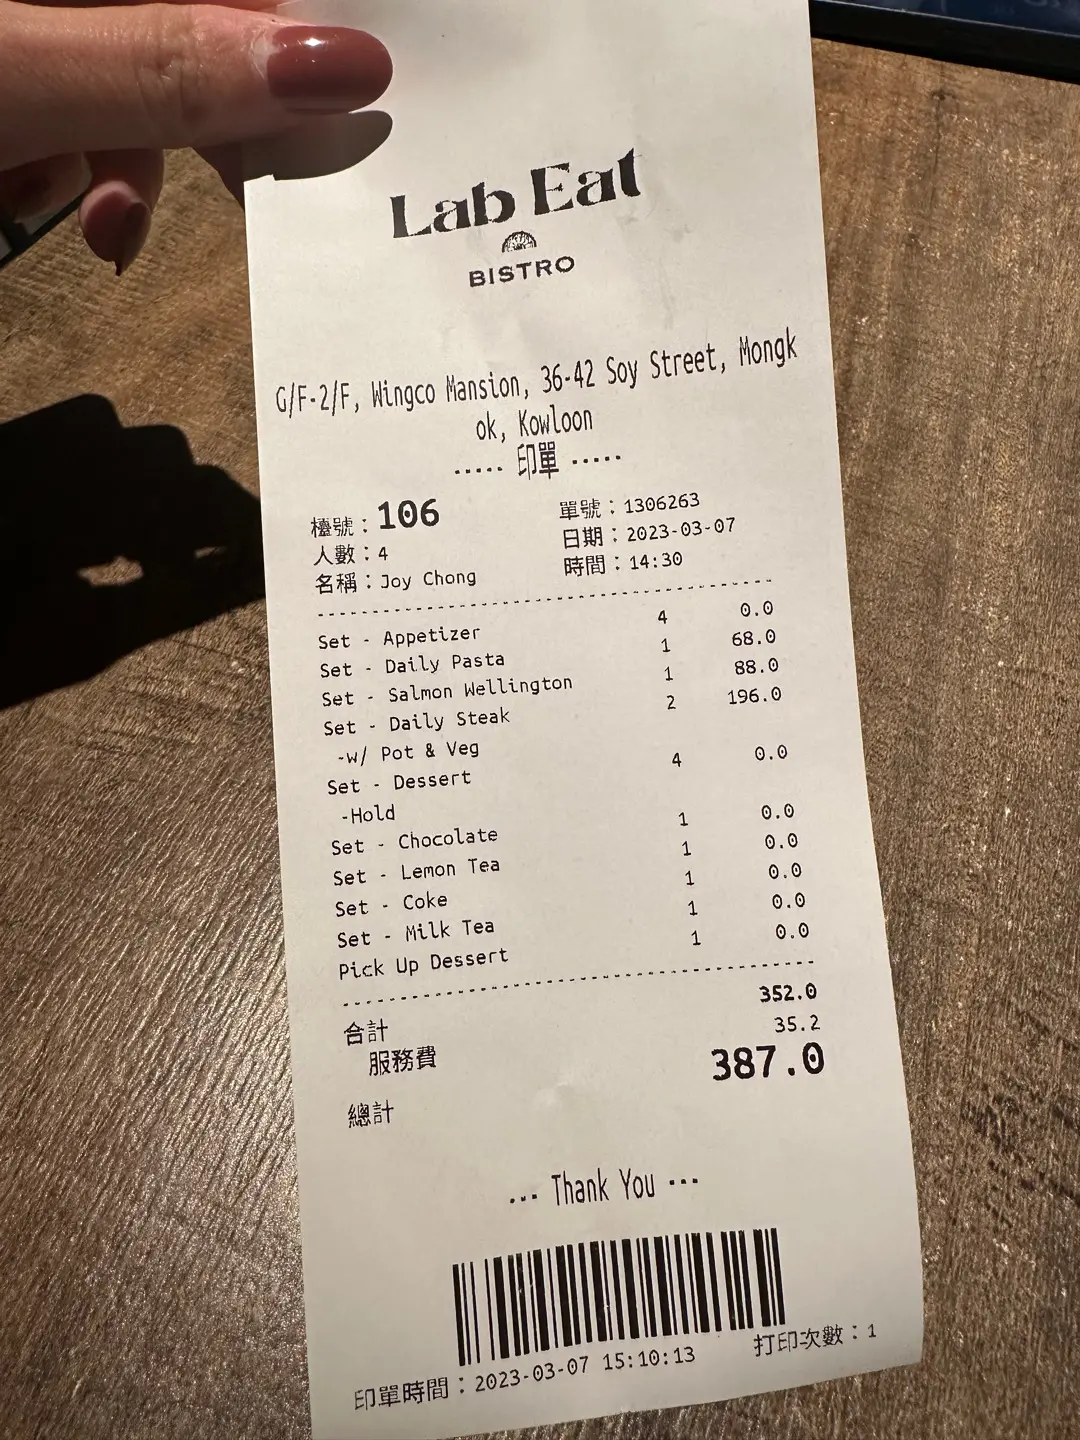 Lab Eat
BISTRO
G/F-2/F, Wingco Mansion, 36-42 Soy Street, Mongk
ok, Kowloon
----- 印單 -----
檯號：106 單號：1306263
人數：4 日期：2023-03-07
名稱：Joy Chong 時間：14:30
Set - Appetizer 4 0.0
Set - Daily Pasta 1 68.0
Set - Salmon Wellington 1 88.0
Set - Daily Steak 2 196.0
-w/ Pot & Veg
Set - Dessert 4 0.0
-Hold
Set - Chocolate 1 0.0
Set - Lemon Tea 1 0.0
Set - Coke 1 0.0
Set - Milk Tea 1 0.0
Pick Up Dessert 1 0.0
合計 352.0
服務費 35.2
總計 387.0
--- Thank You ---
印單時間：2023-03-07 15:10:13 打印次數：1